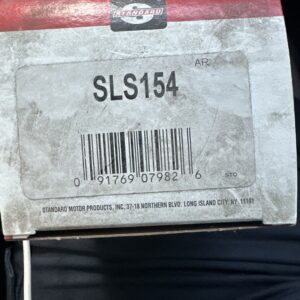 STANDARD
AR
SLS154
0 91769 07982 6
STD
STANDARD MOTOR PRODUCTS, INC. 37-18 NORTHERN BLVD. LONG ISLAND CITY, NY. 11101